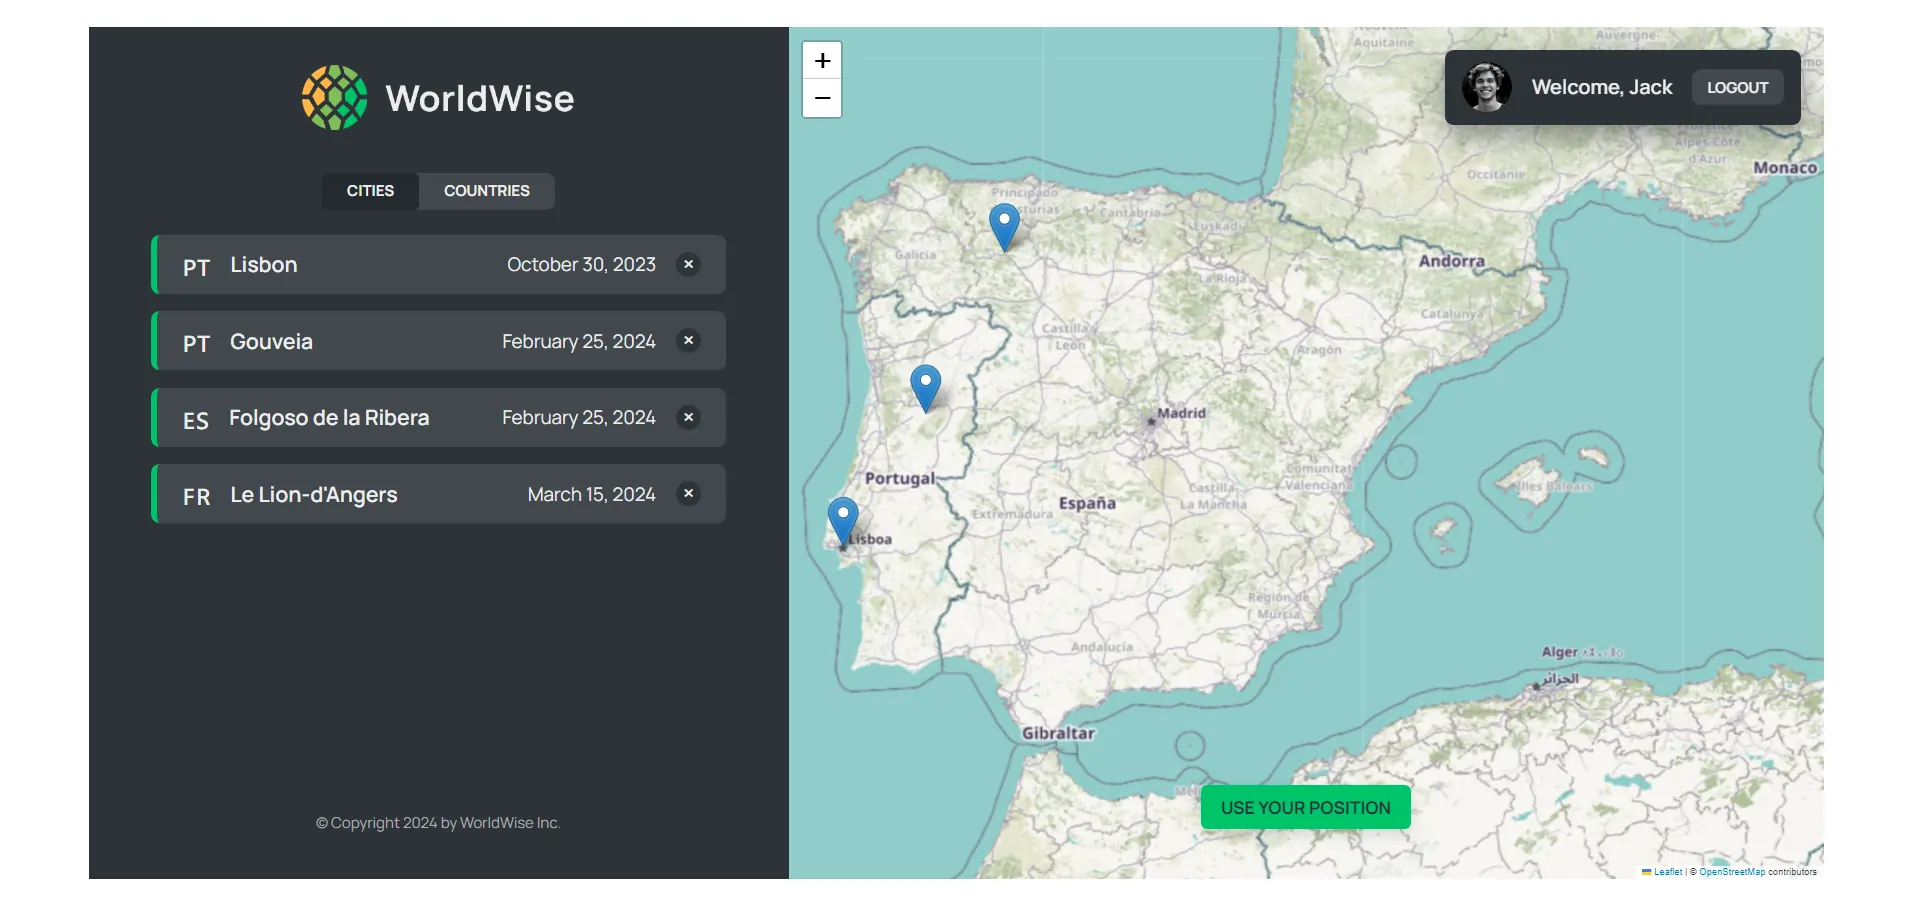 WorldWise
CITIES COUNTRIES
PT Lisbon October 30, 2023 ×
PT Gouveia February 25, 2024 ×
ES Folgoso de la Ribera February 25, 2024 ×
FR Le Lion-d'Angers March 15, 2024 ×
© Copyright 2024 by WorldWise Inc.
+
−
Welcome, Jack LOGOUT
Auvergne-
Aquitaine
Alpes-Côte
d'Azur
Monaco
Occitanie
Principado
Cantabria
Euskadi
Galicia
Andorra
La Rioja
Catalunya
Castilla y
León
Aragón
Madrid
Portugal
España
Comunitat
Valenciana
Castilla-
La Mancha
Extremadura
Illes Balears
Lisboa
Región de
Murcia
Andalucía
Alger
الجزائر
Gibraltar
USE YOUR POSITION
Leaflet | © OpenStreetMap contributors